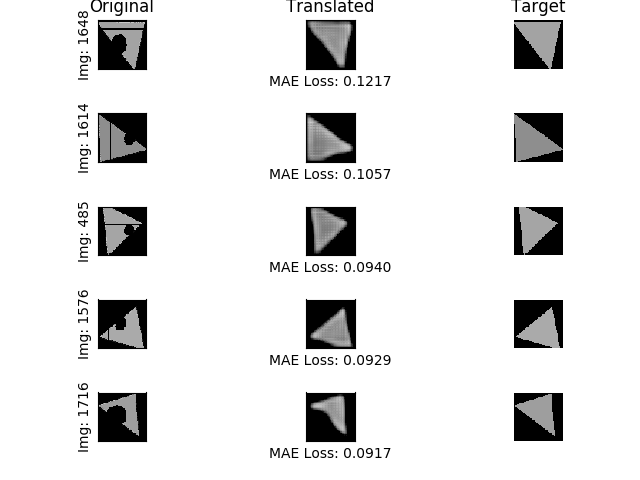 Original Translated Target
Img: 1648
MAE Loss: 0.1217
Img: 1614
MAE Loss: 0.1057
Img: 485
MAE Loss: 0.0940
Img: 1576
MAE Loss: 0.0929
Img: 1716
MAE Loss: 0.0917